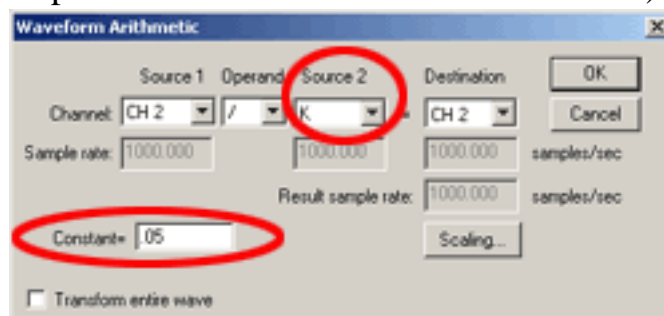 Waveform Arithmetic
Source 1 Operand Source 2 Destination OK
Channel: CH 2 / K = CH 2 Cancel
Sample rate: 1000.000 1000.000 1000.000 samples/sec
Result sample rate: 1000.000 samples/sec
Constant= .05 Scaling...
Transform entire wave